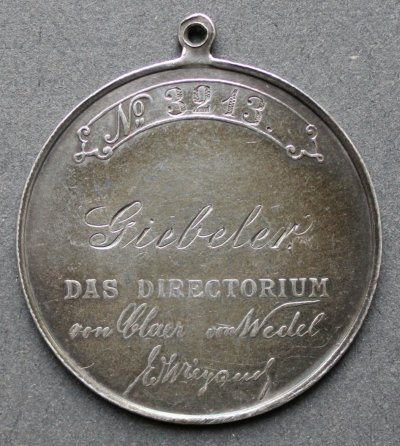 No. 3213.
Giebeler.
DAS DIRECTORIUM
von Claer von Wedel